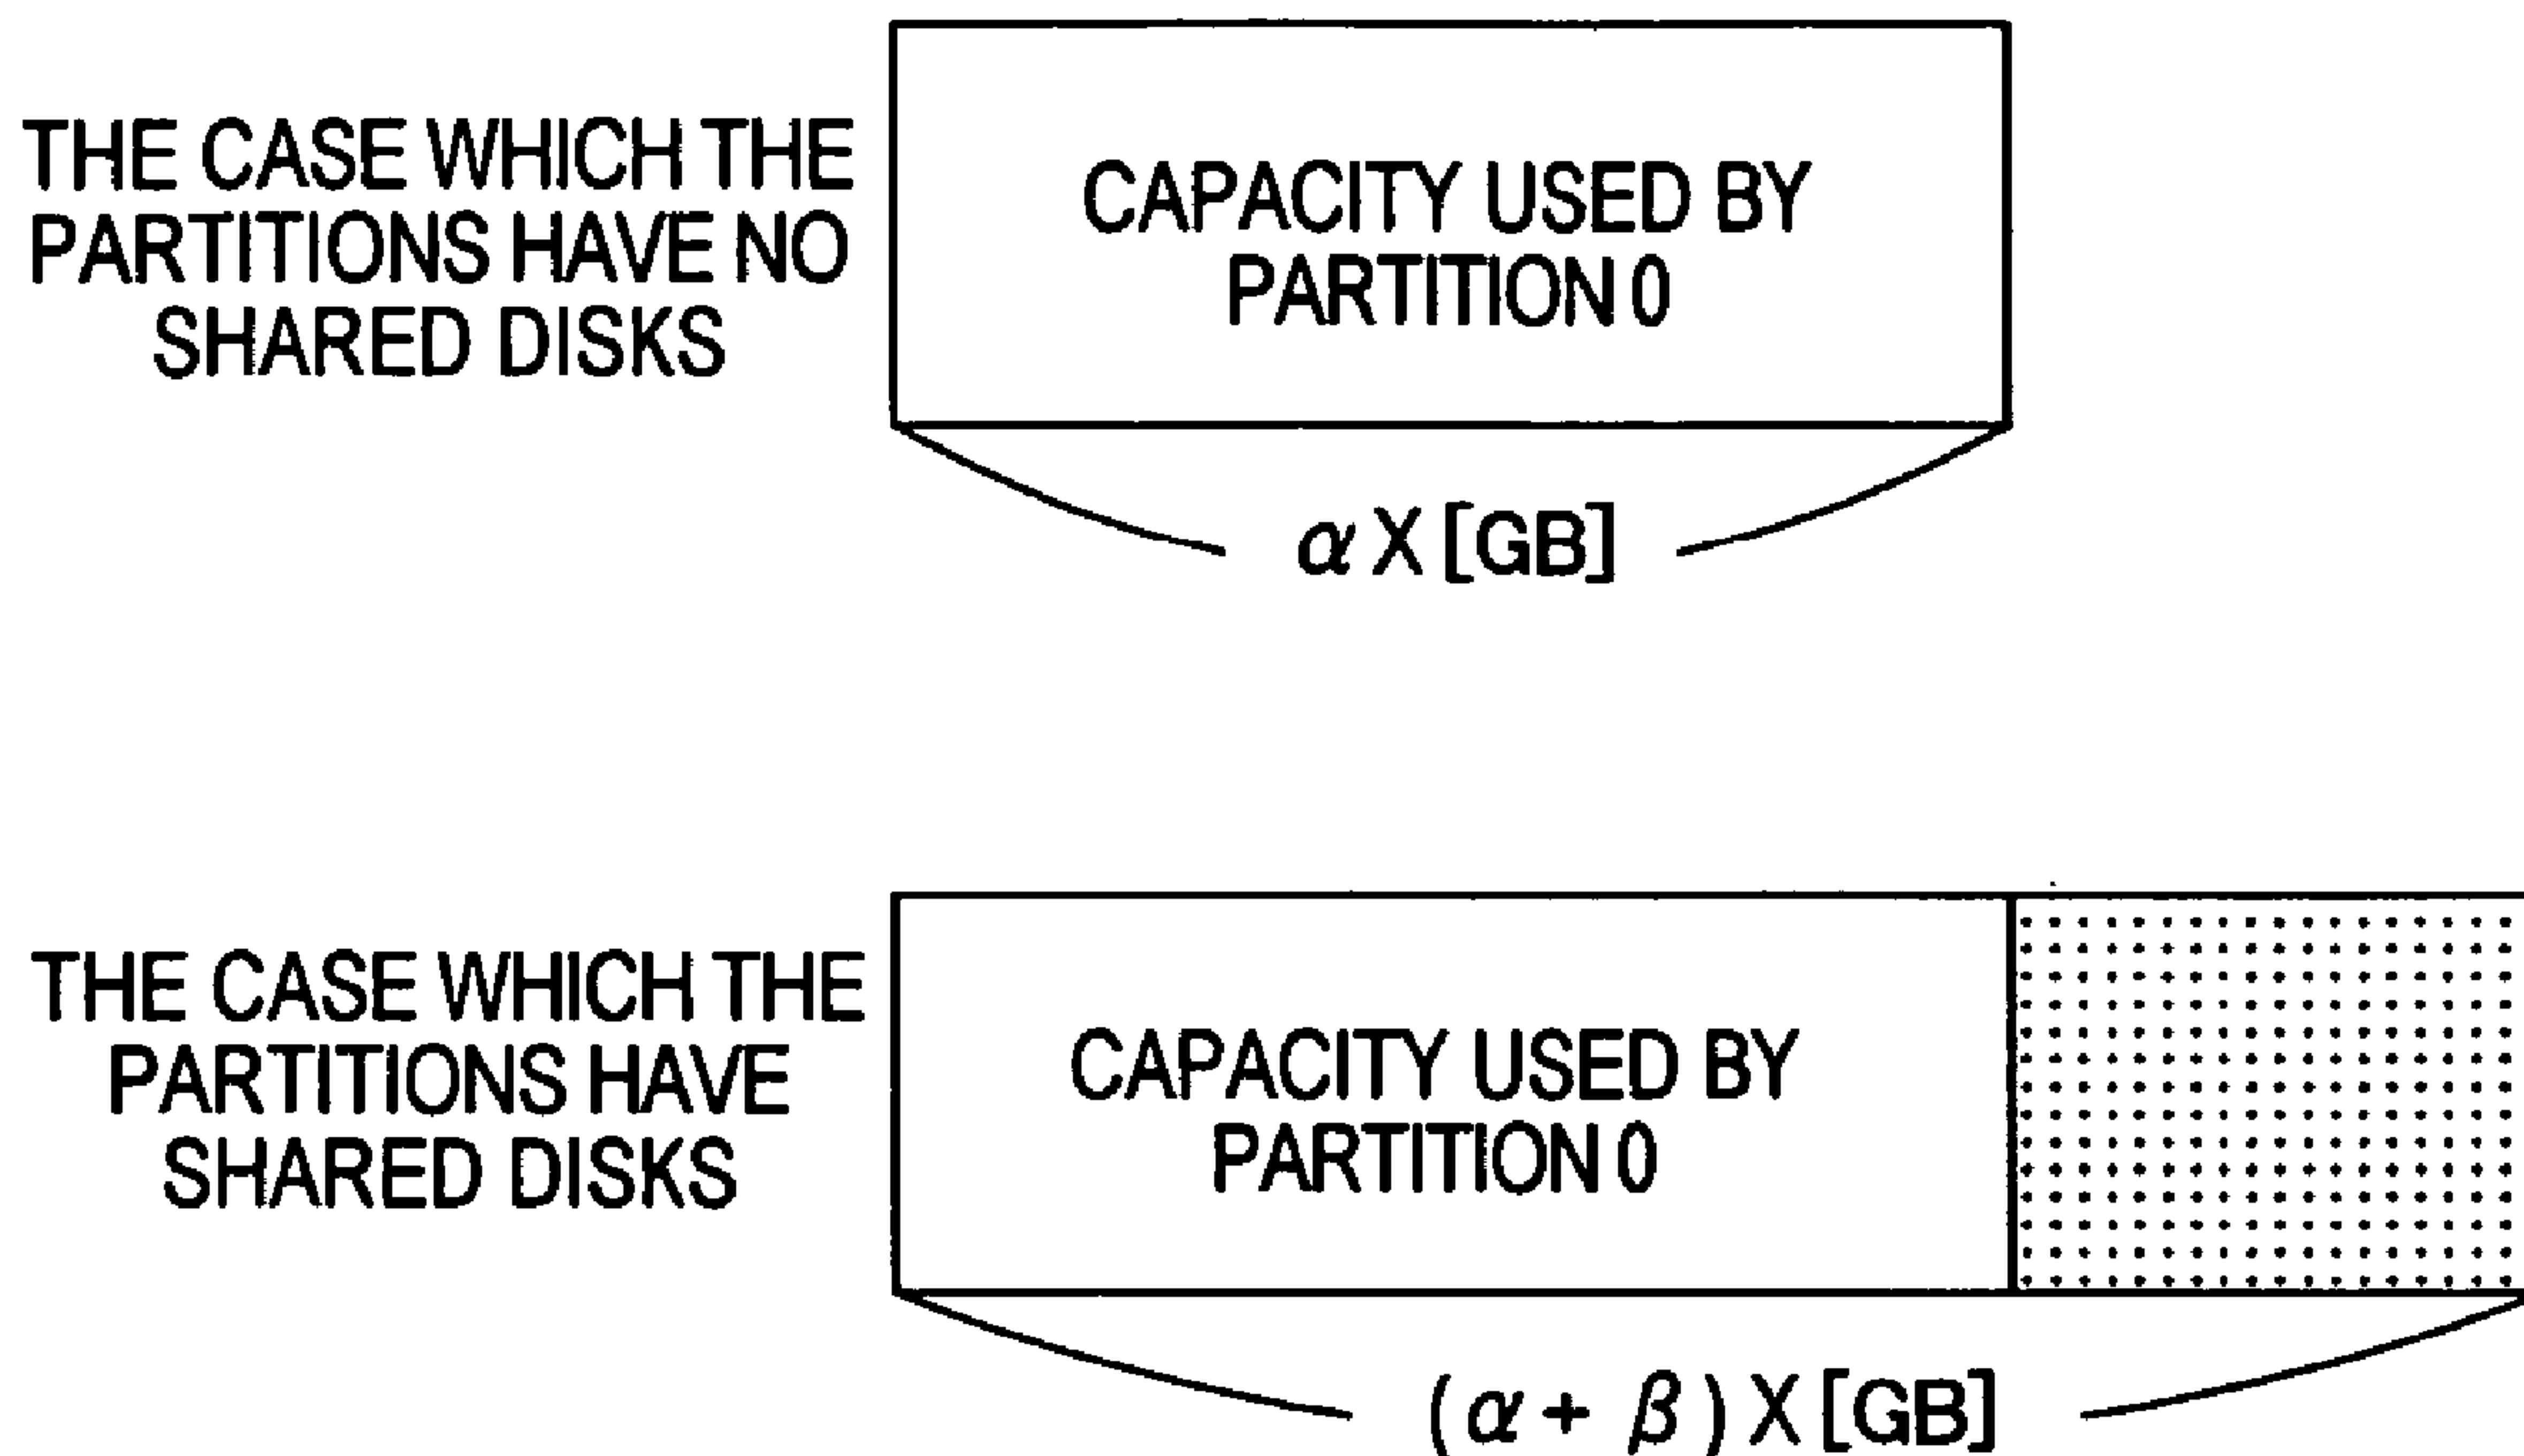 THE CASE WHICH THE
PARTITIONS HAVE NO
SHARED DISKS
CAPACITY USED BY
PARTITION 0
α X [GB]
THE CASE WHICH THE
PARTITIONS HAVE
SHARED DISKS
CAPACITY USED BY
PARTITION 0
(α + β) X [GB]